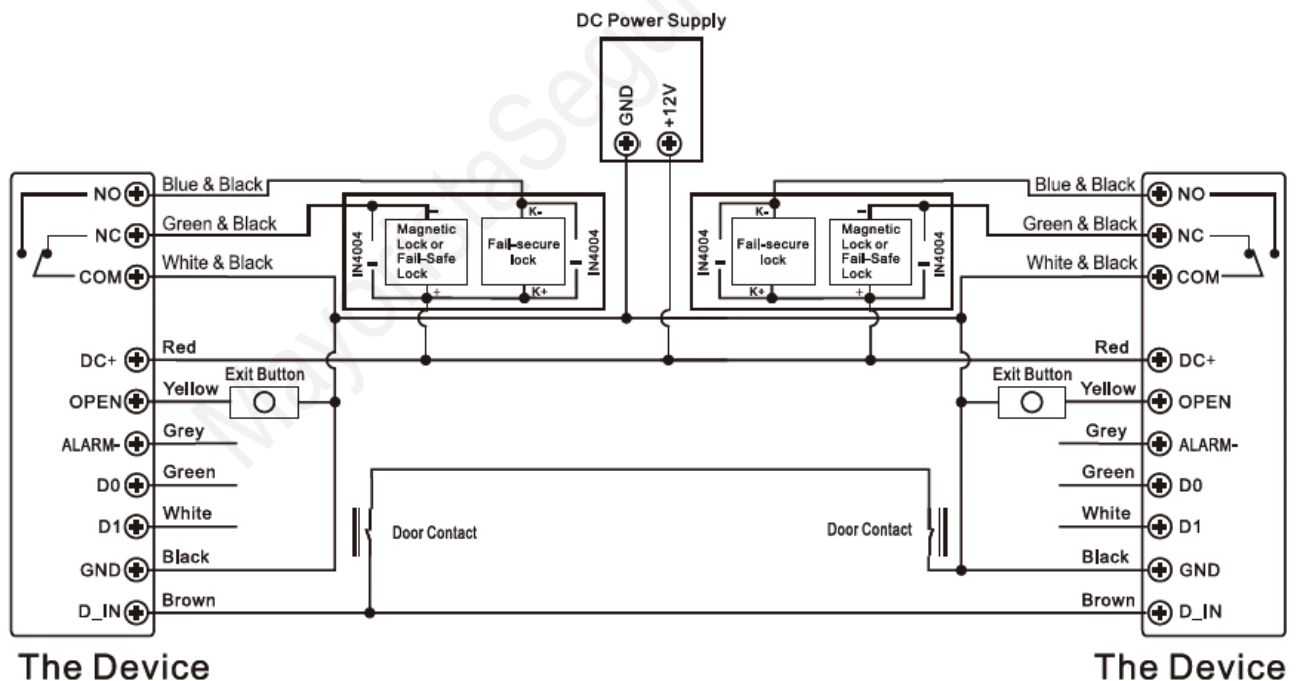 DC Power Supply
GND
+12V
NO
Blue & Black
NC
Green & Black
COM
White & Black
DC+
Red
OPEN
Yellow
Exit Button
ALARM-
Grey
D0
Green
D1
White
GND
Black
D_IN
Brown
The Device
IN4004
-
Magnetic
Lock or
Fail-Safe
Lock
+
K-
Fail-secure
lock
K+
IN4004
IN4004
K-
Fail-secure
lock
K+
-
Magnetic
Lock or
Fail-Safe
Lock
+
IN4004
Door Contact
Door Contact
Blue & Black
NO
Green & Black
NC
White & Black
COM
Red
DC+
Exit Button
Yellow
OPEN
Grey
ALARM-
Green
D0
White
D1
Black
GND
Brown
D_IN
The Device